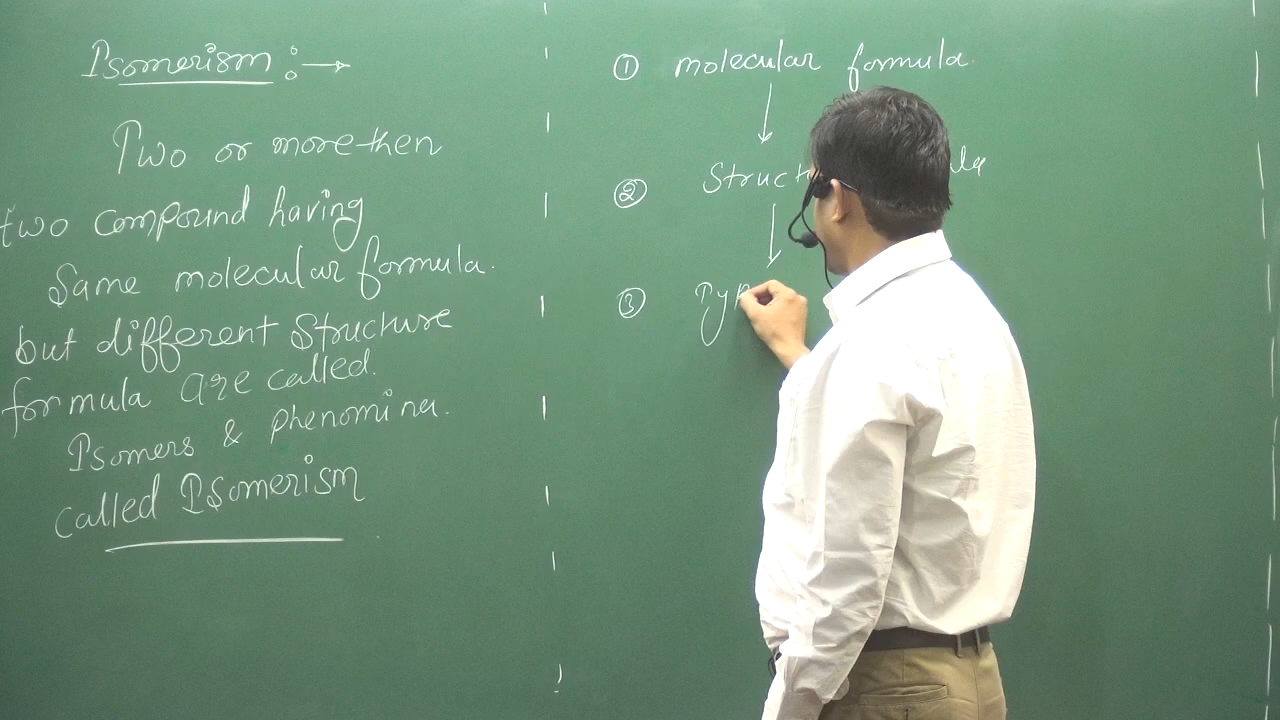 Isomerism :→
Two or more then
two compound having
Same molecular formula.
but different Structure
formula are called.
Isomers & phenomina.
called Isomerism
① molecular formula.
↓
②
↓
③